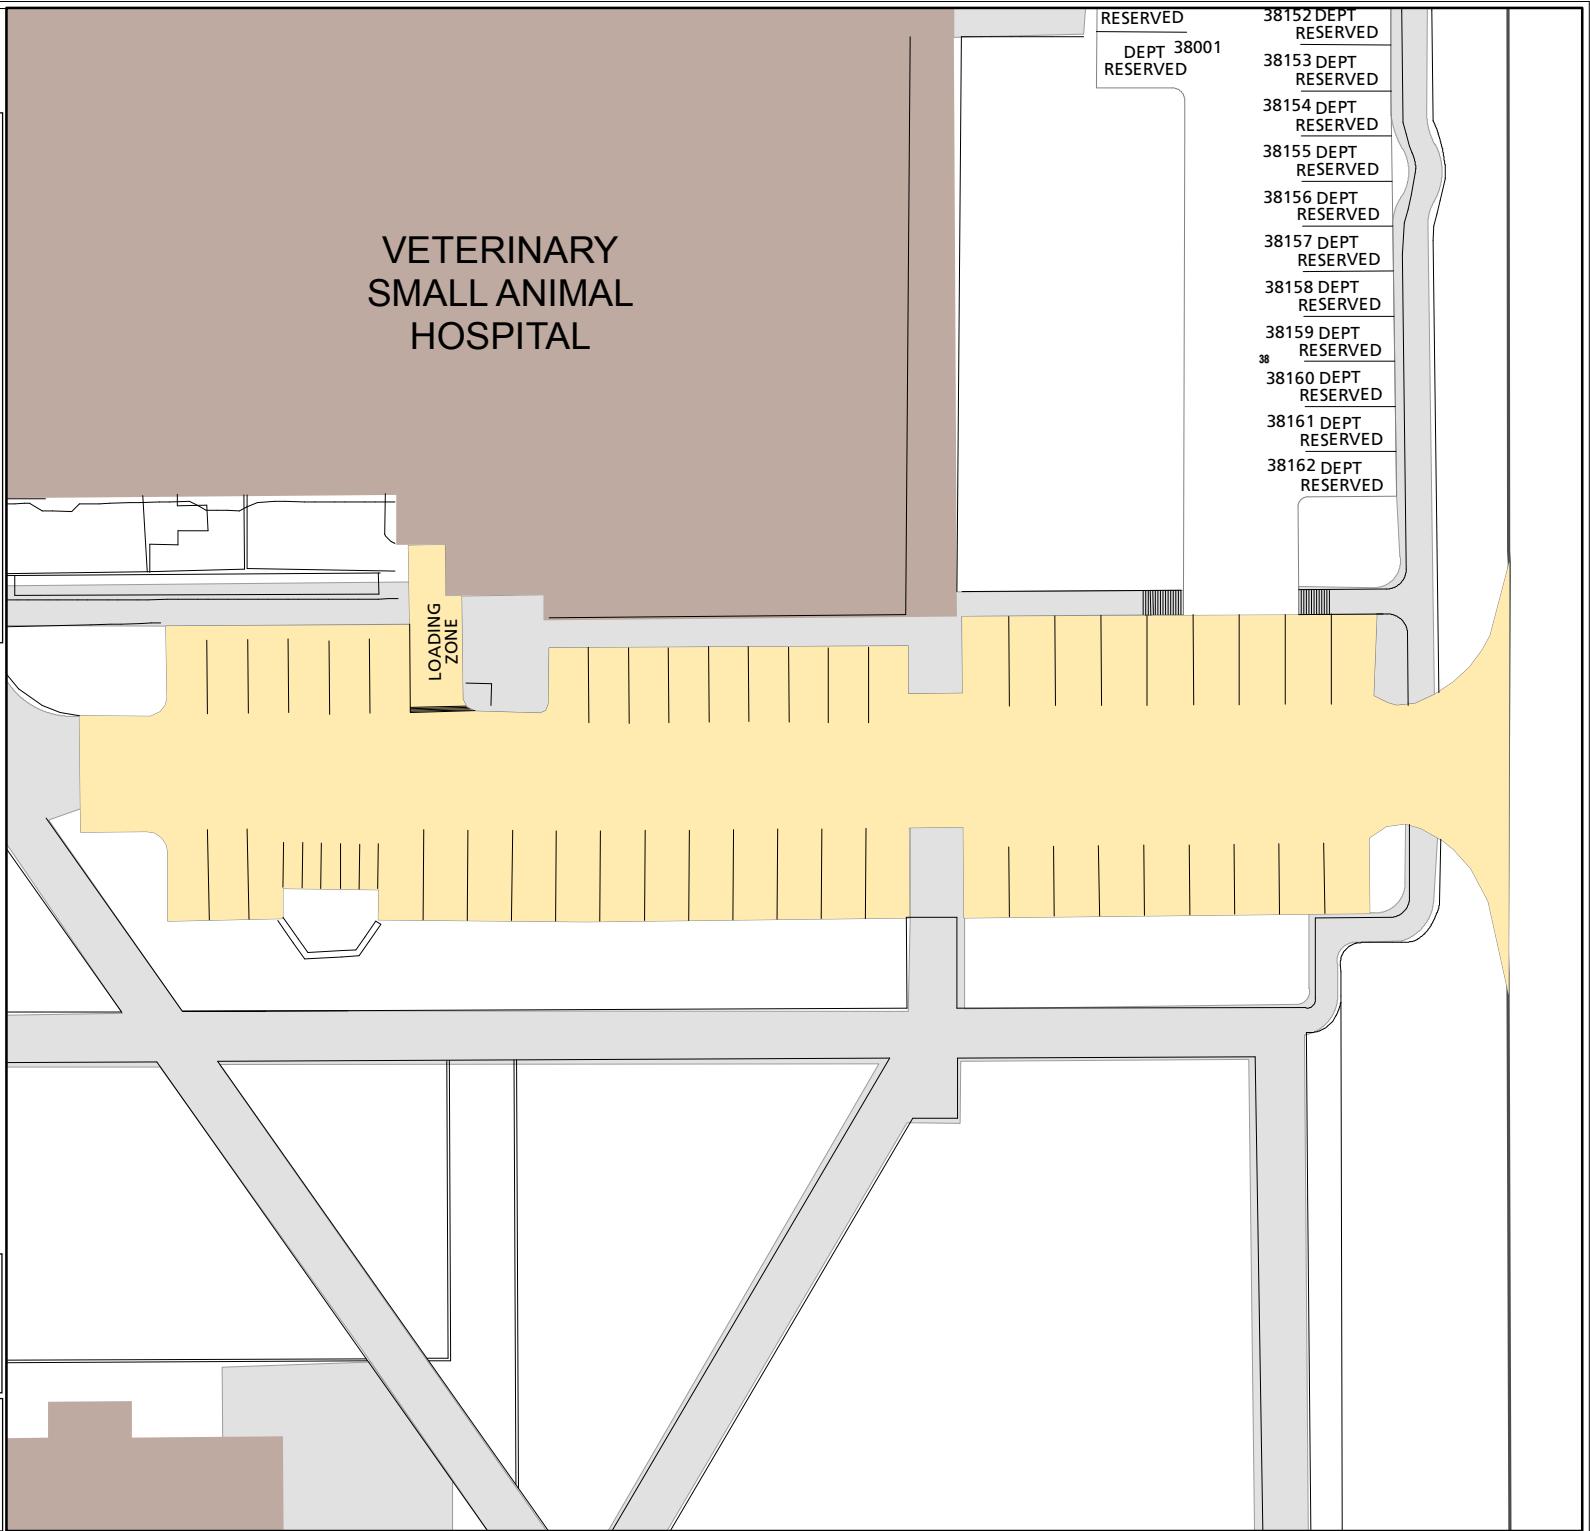 RESERVED
DEPT 38001
RESERVED
38152 DEPT
RESERVED
38153 DEPT
RESERVED
38154 DEPT
RESERVED
38155 DEPT
RESERVED
38156 DEPT
RESERVED
38157 DEPT
RESERVED
38158 DEPT
RESERVED
38159 DEPT
RESERVED
38
38160 DEPT
RESERVED
38161 DEPT
RESERVED
38162 DEPT
RESERVED
VETERINARY
SMALL ANIMAL
HOSPITAL
LOADING
ZONE